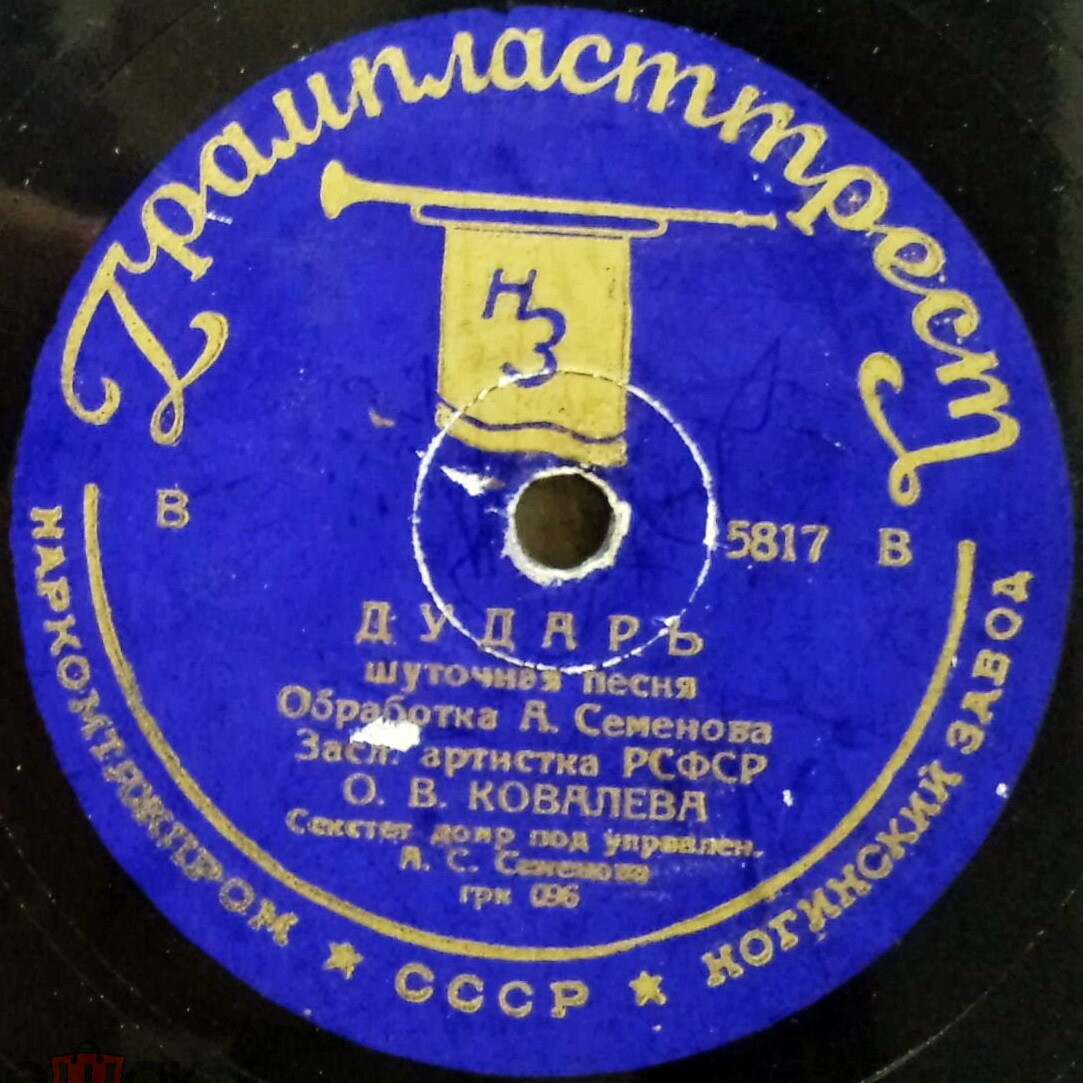 Грампласттрест
НЗ
В 5817 В
ДУДАРЬ
шуточная песня
Обработка А. Семенова
Засл. артистка РСФСР
О. В. КОВАЛЕВА
Секстет домр под управлен.
А. С. Семенова
грк 096
НАРКОМТЯЖПРОМ ★ СССР ★ НОГИНСКИЙ ЗАВОД